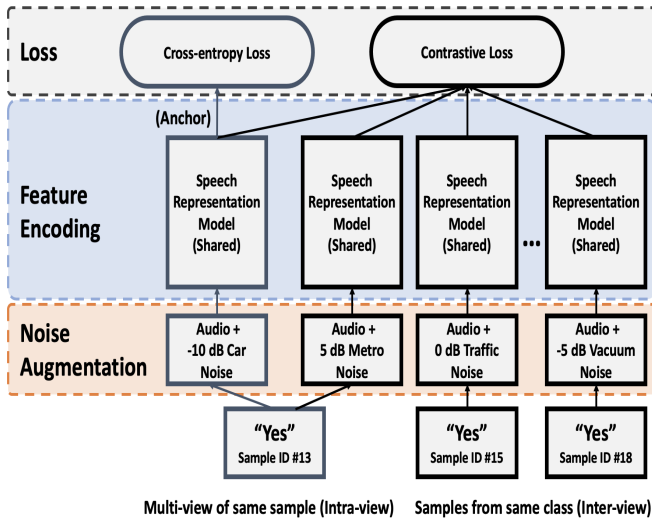 Loss
Cross-entropy Loss
Contrastive Loss
(Anchor)
Feature
Encoding
Speech
Representation
Model
(Shared)
Speech
Representation
Model
(Shared)
Speech
Representation
Model
(Shared)
...
Speech
Representation
Model
(Shared)
Noise
Augmentation
Audio +
-10 dB Car
Noise
Audio +
5 dB Metro
Noise
Audio +
0 dB Traffic
Noise
Audio +
-5 dB Vacuum
Noise
“Yes”
Sample ID #13
“Yes”
Sample ID #15
“Yes”
Sample ID #18
Multi-view of same sample (Intra-view)
Samples from same class (Inter-view)